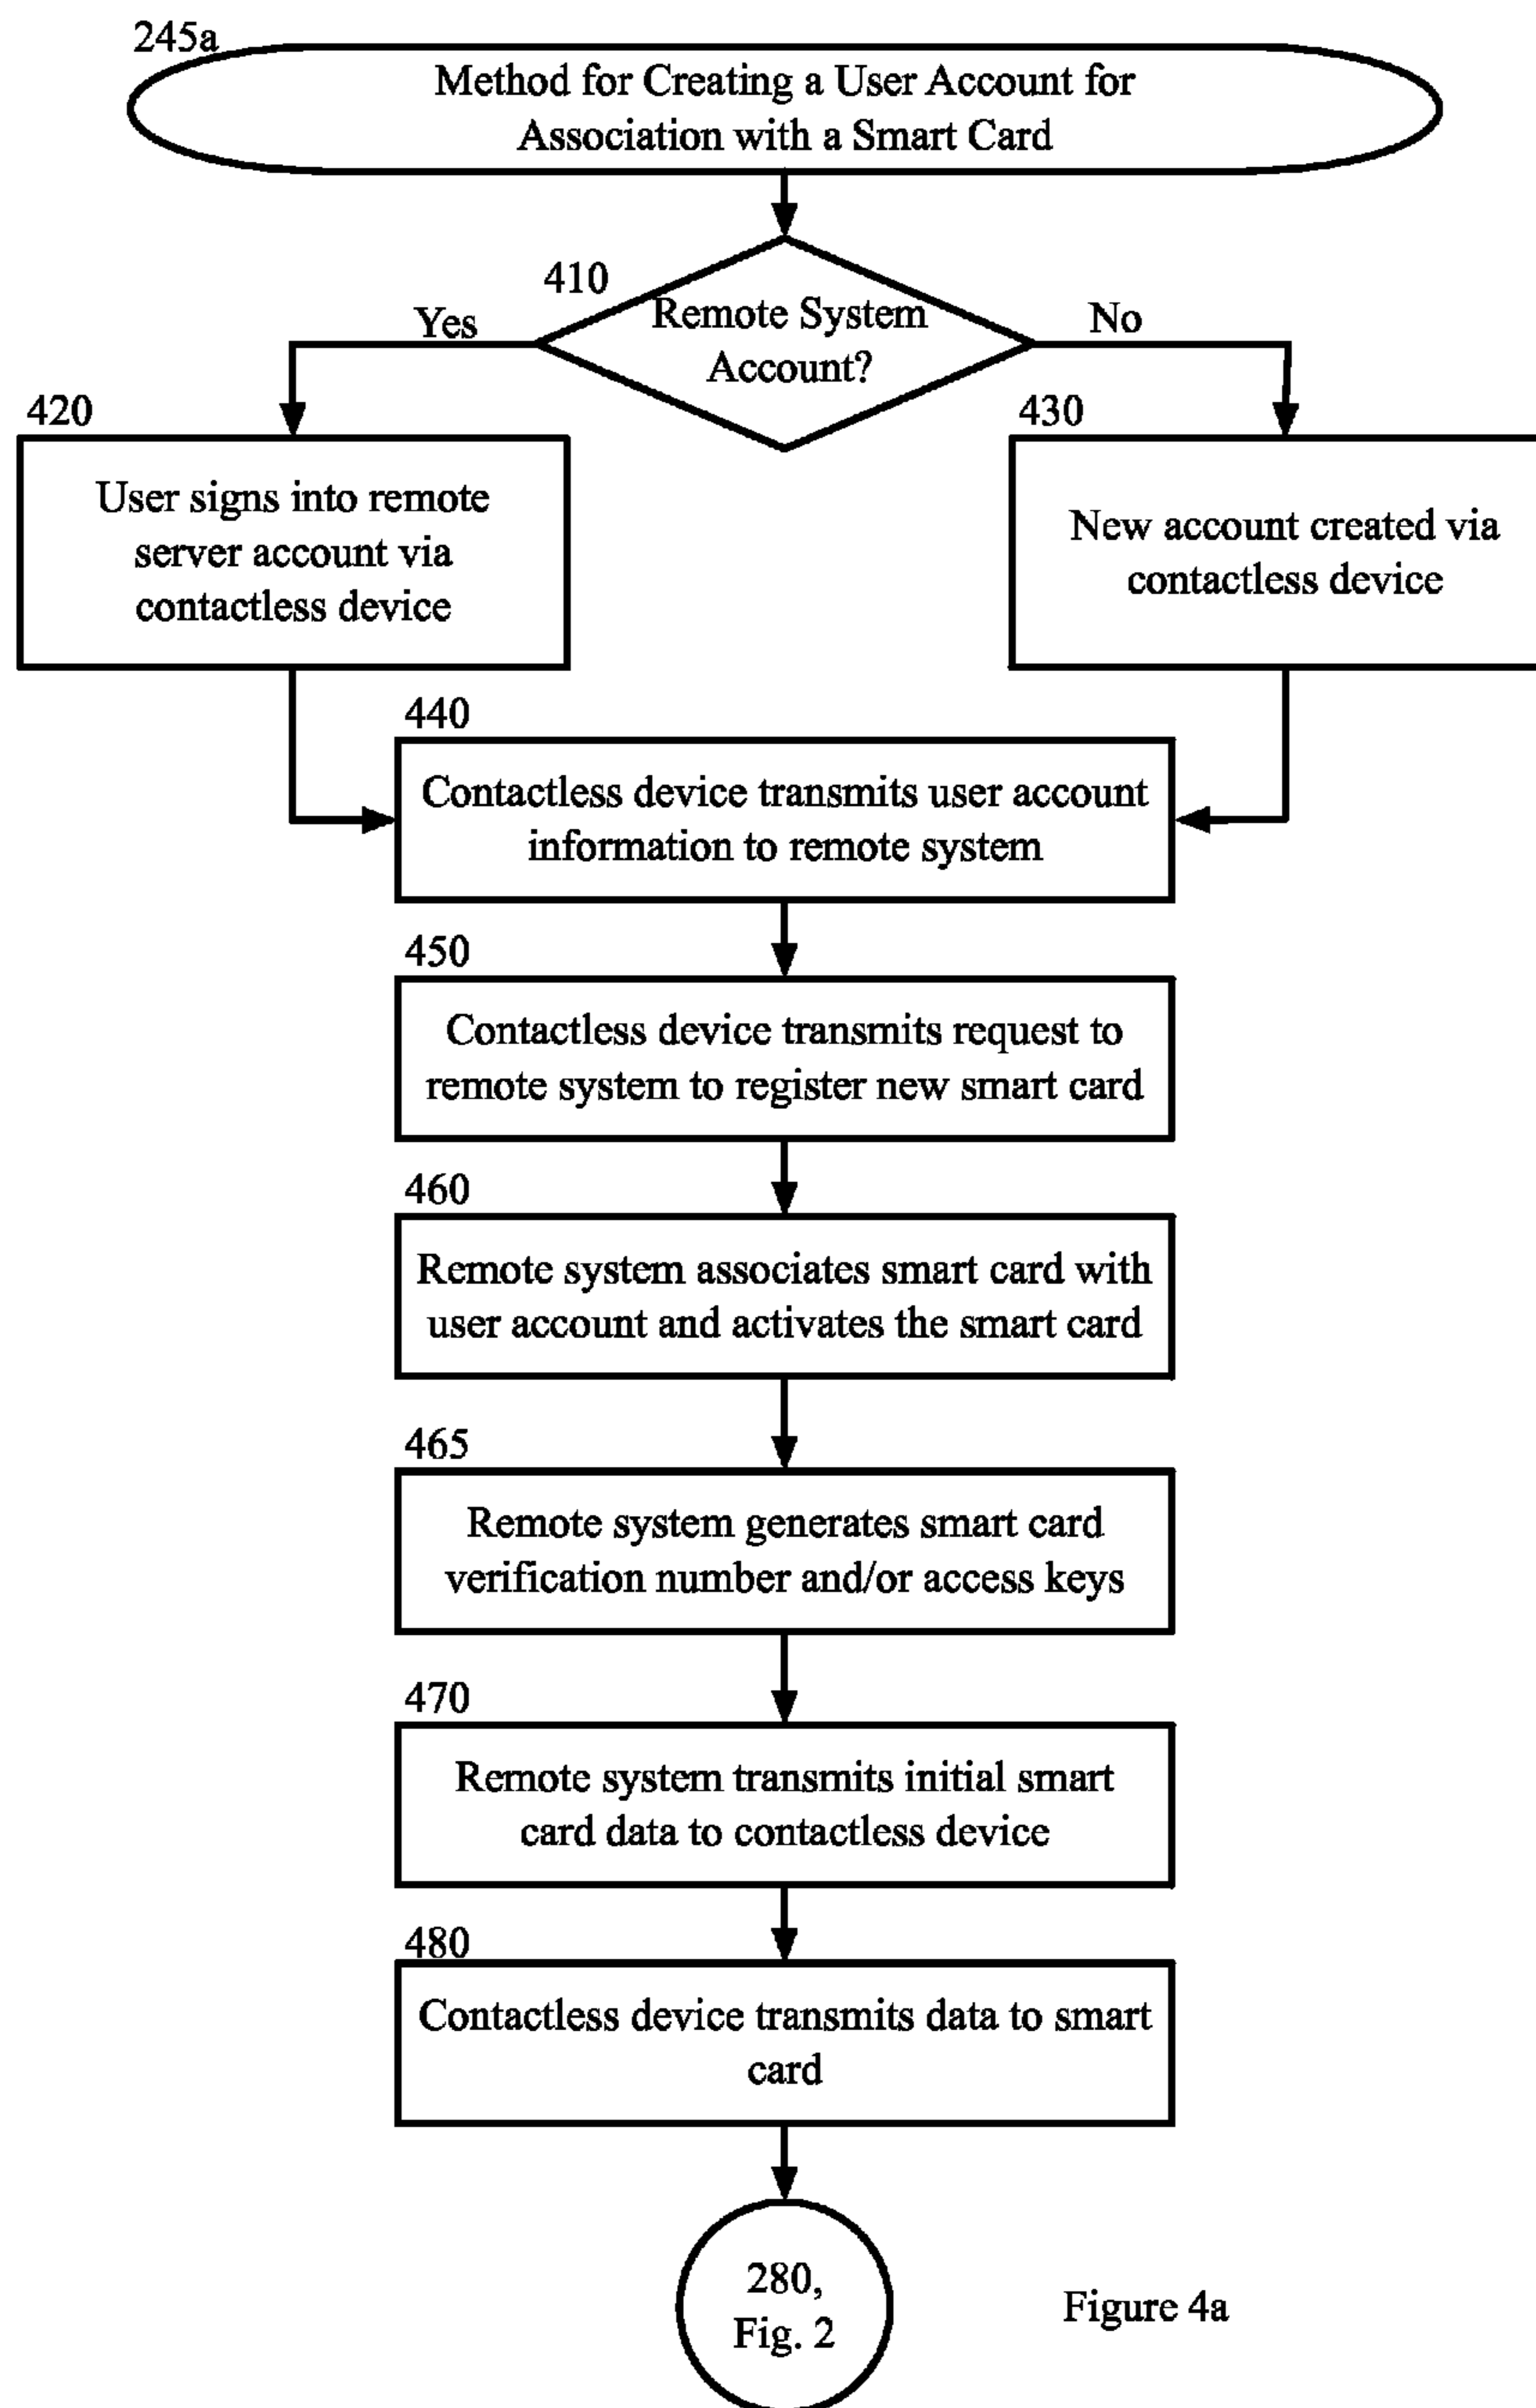 245a
Method for Creating a User Account for
Association with a Smart Card
410
Remote System
Account?
Yes
No
420
User signs into remote
server account via
contactless device
430
New account created via
contactless device
440
Contactless device transmits user account
information to remote system
450
Contactless device transmits request to
remote system to register new smart card
460
Remote system associates smart card with
user account and activates the smart card
465
Remote system generates smart card
verification number and/or access keys
470
Remote system transmits initial smart
card data to contactless device
480
Contactless device transmits data to smart
card
280,
Fig. 2
Figure 4a